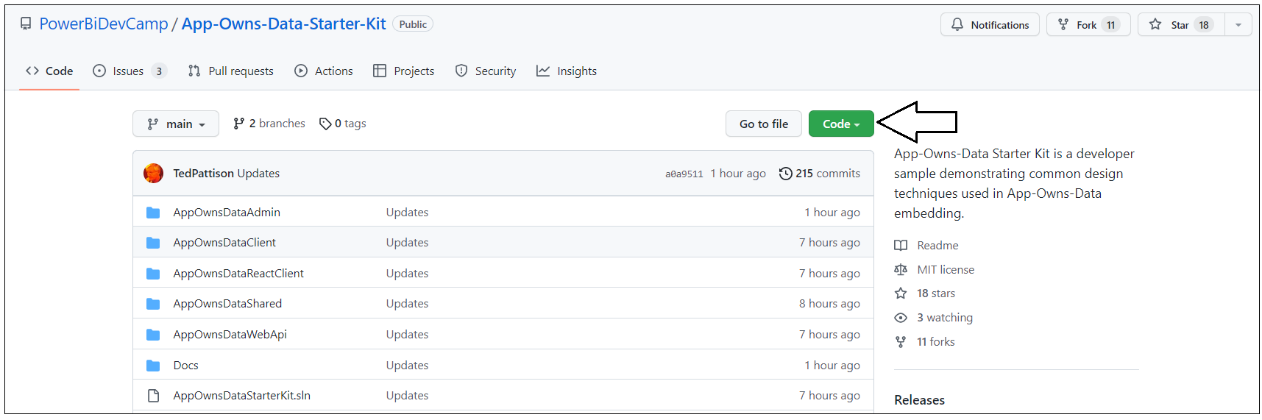 PowerBiDevCamp / App-Owns-Data-Starter-Kit Public
Notifications Fork 11 Star 18
Code Issues 3 Pull requests Actions Projects Security Insights
main 2 branches 0 tags Go to file Code
TedPattison Updates a0a9511 1 hour ago 215 commits
AppOwnsDataAdmin Updates 1 hour ago
AppOwnsDataClient Updates 7 hours ago
AppOwnsDataReactClient Updates 7 hours ago
AppOwnsDataShared Updates 8 hours ago
AppOwnsDataWebApi Updates 7 hours ago
Docs Updates 1 hour ago
AppOwnsDataStarterKit.sln Updates 7 hours ago
App-Owns-Data Starter Kit is a developer
sample demonstrating common design
techniques used in App-Owns-Data
embedding.
Readme
MIT license
18 stars
3 watching
11 forks
Releases